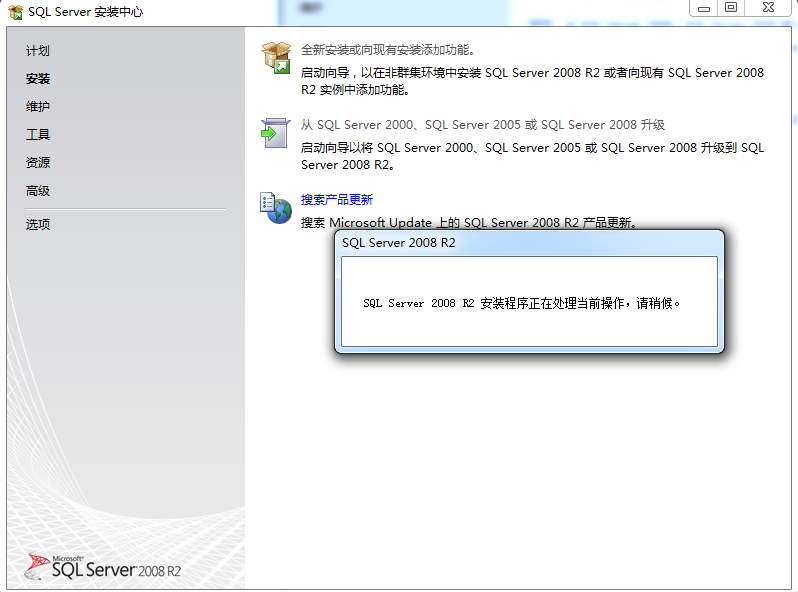 SQL Server 安装中心
计划
安装
维护
工具
资源
高级
选项
全新安装或向现有安装添加功能。
启动向导，以在非群集环境中安装 SQL Server 2008 R2 或者向现有 SQL Server 2008
R2 实例中添加功能。
从 SQL Server 2000、SQL Server 2005 或 SQL Server 2008 升级
启动向导以将 SQL Server 2000、SQL Server 2005 或 SQL Server 2008 升级到 SQL
Server 2008 R2。
搜索产品更新
搜索 Microsoft Update 上的 SQL Server 2008 R2 产品更新。
SQL Server 2008 R2
SQL Server 2008 R2 安装程序正在处理当前操作，请稍候。
Microsoft®
SQL Server 2008 R2